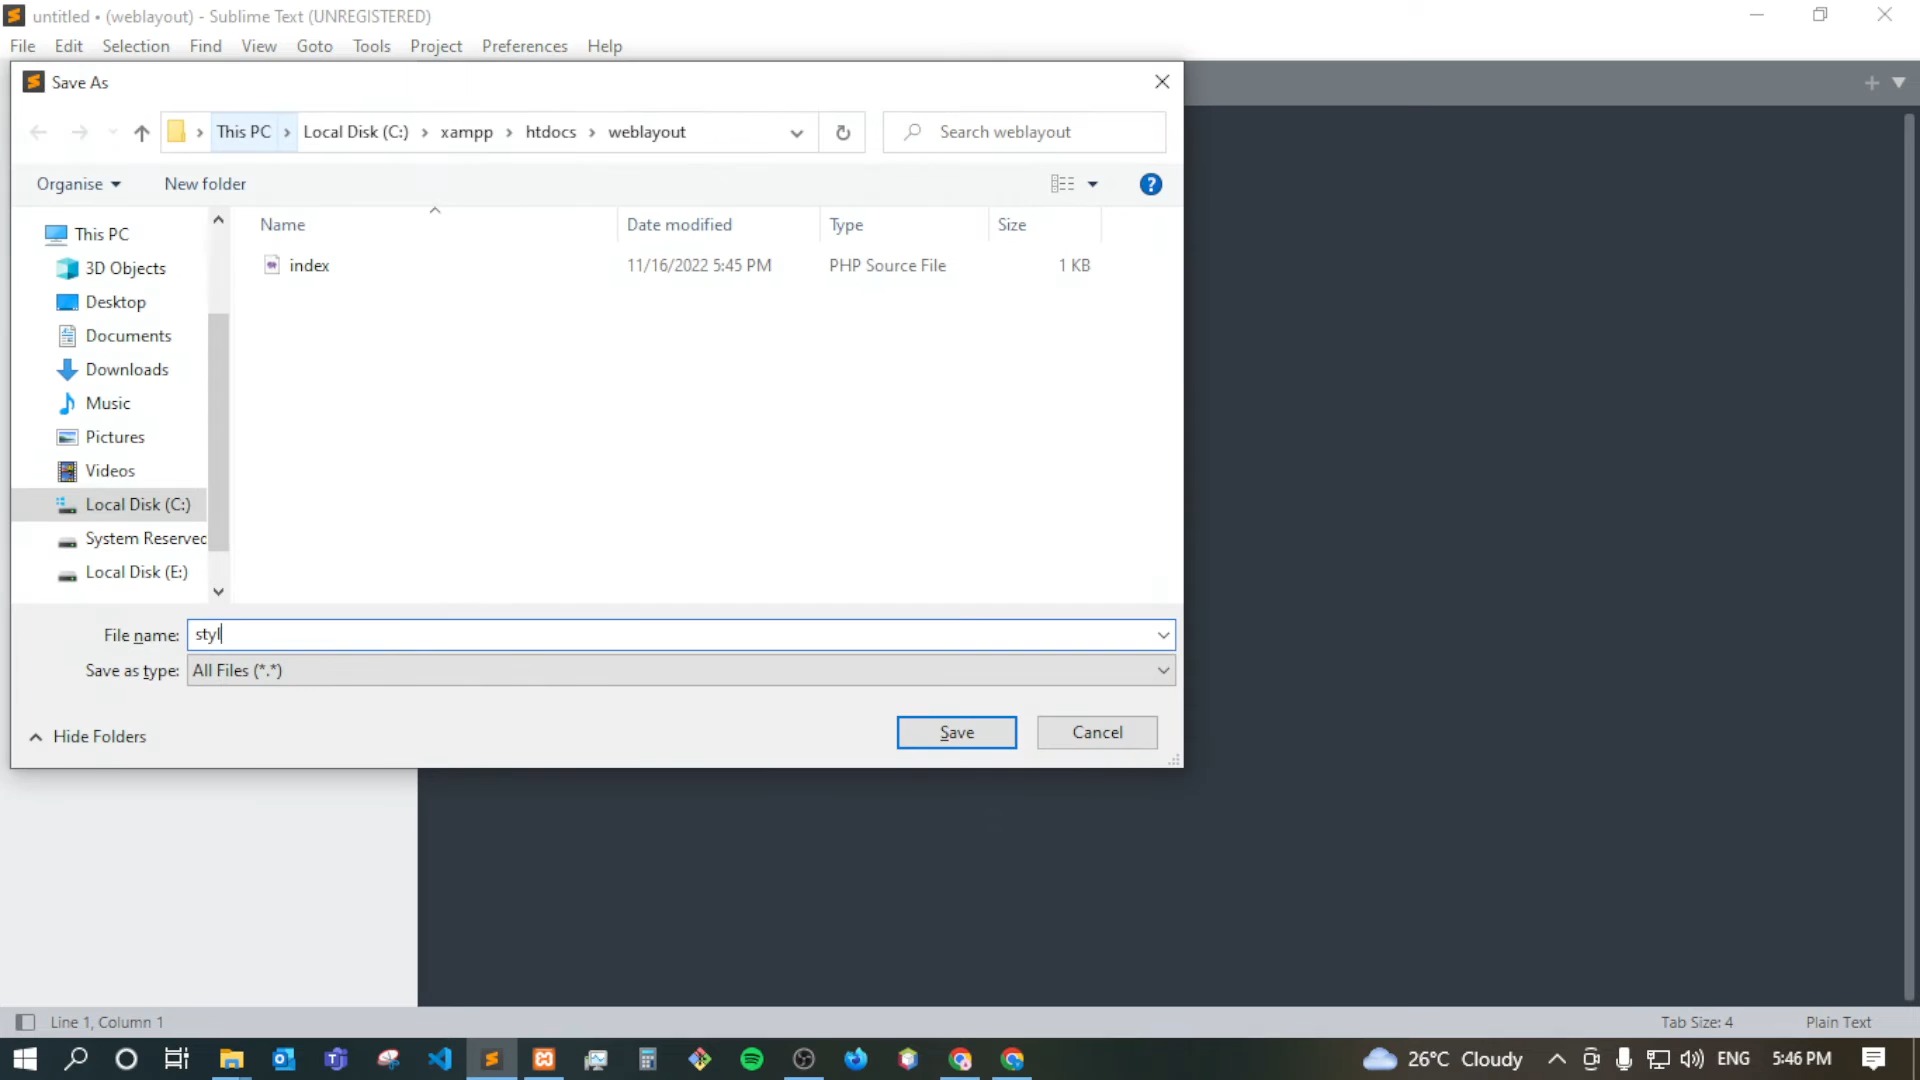 untitled • (weblayout) - Sublime Text (UNREGISTERED)
File Edit Selection Find View Goto Tools Project Preferences Help
Save As
This PC Local Disk (C:) xampp htdocs weblayout
Search weblayout
Organise New folder
Name Date modified Type Size
index 11/16/2022 5:45 PM PHP Source File 1 KB
This PC
3D Objects
Desktop
Documents
Downloads
Music
Pictures
Videos
Local Disk (C:)
System Reserved
Local Disk (E:)
File name: styl
Save as type: All Files (*.*)
Hide Folders
Save Cancel
Line 1, Column 1
Tab Size: 4 Plain Text
26°C Cloudy ENG 5:46 PM